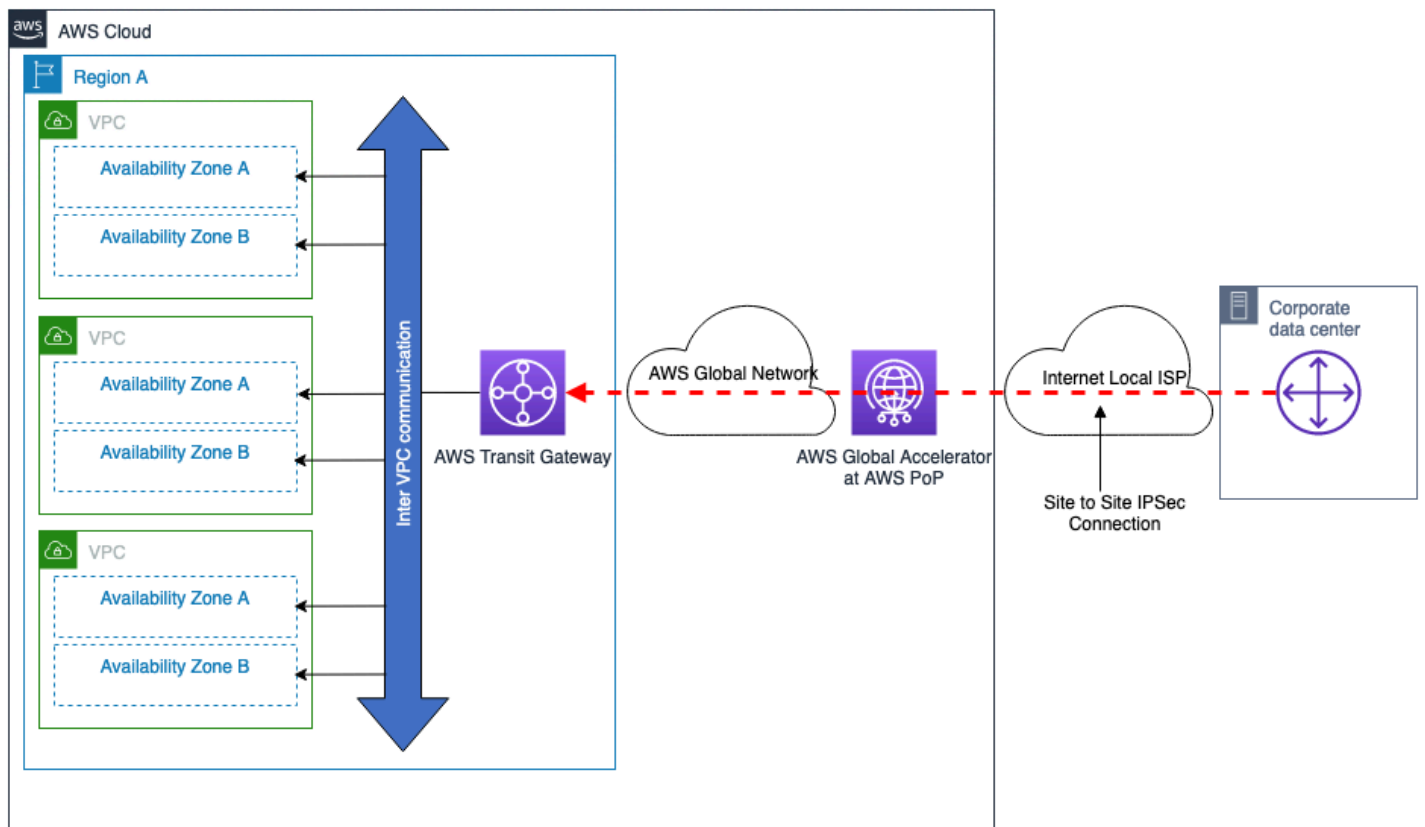 aws
AWS Cloud
Region A
VPC
Availability Zone A
Availability Zone B
VPC
Availability Zone A
Availability Zone B
VPC
Availability Zone A
Availability Zone B
Inter VPC communication
AWS Transit Gateway
AWS Global Network
AWS Global Accelerator
at AWS PoP
Internet Local ISP
Site to Site IPSec
Connection
Corporate
data center